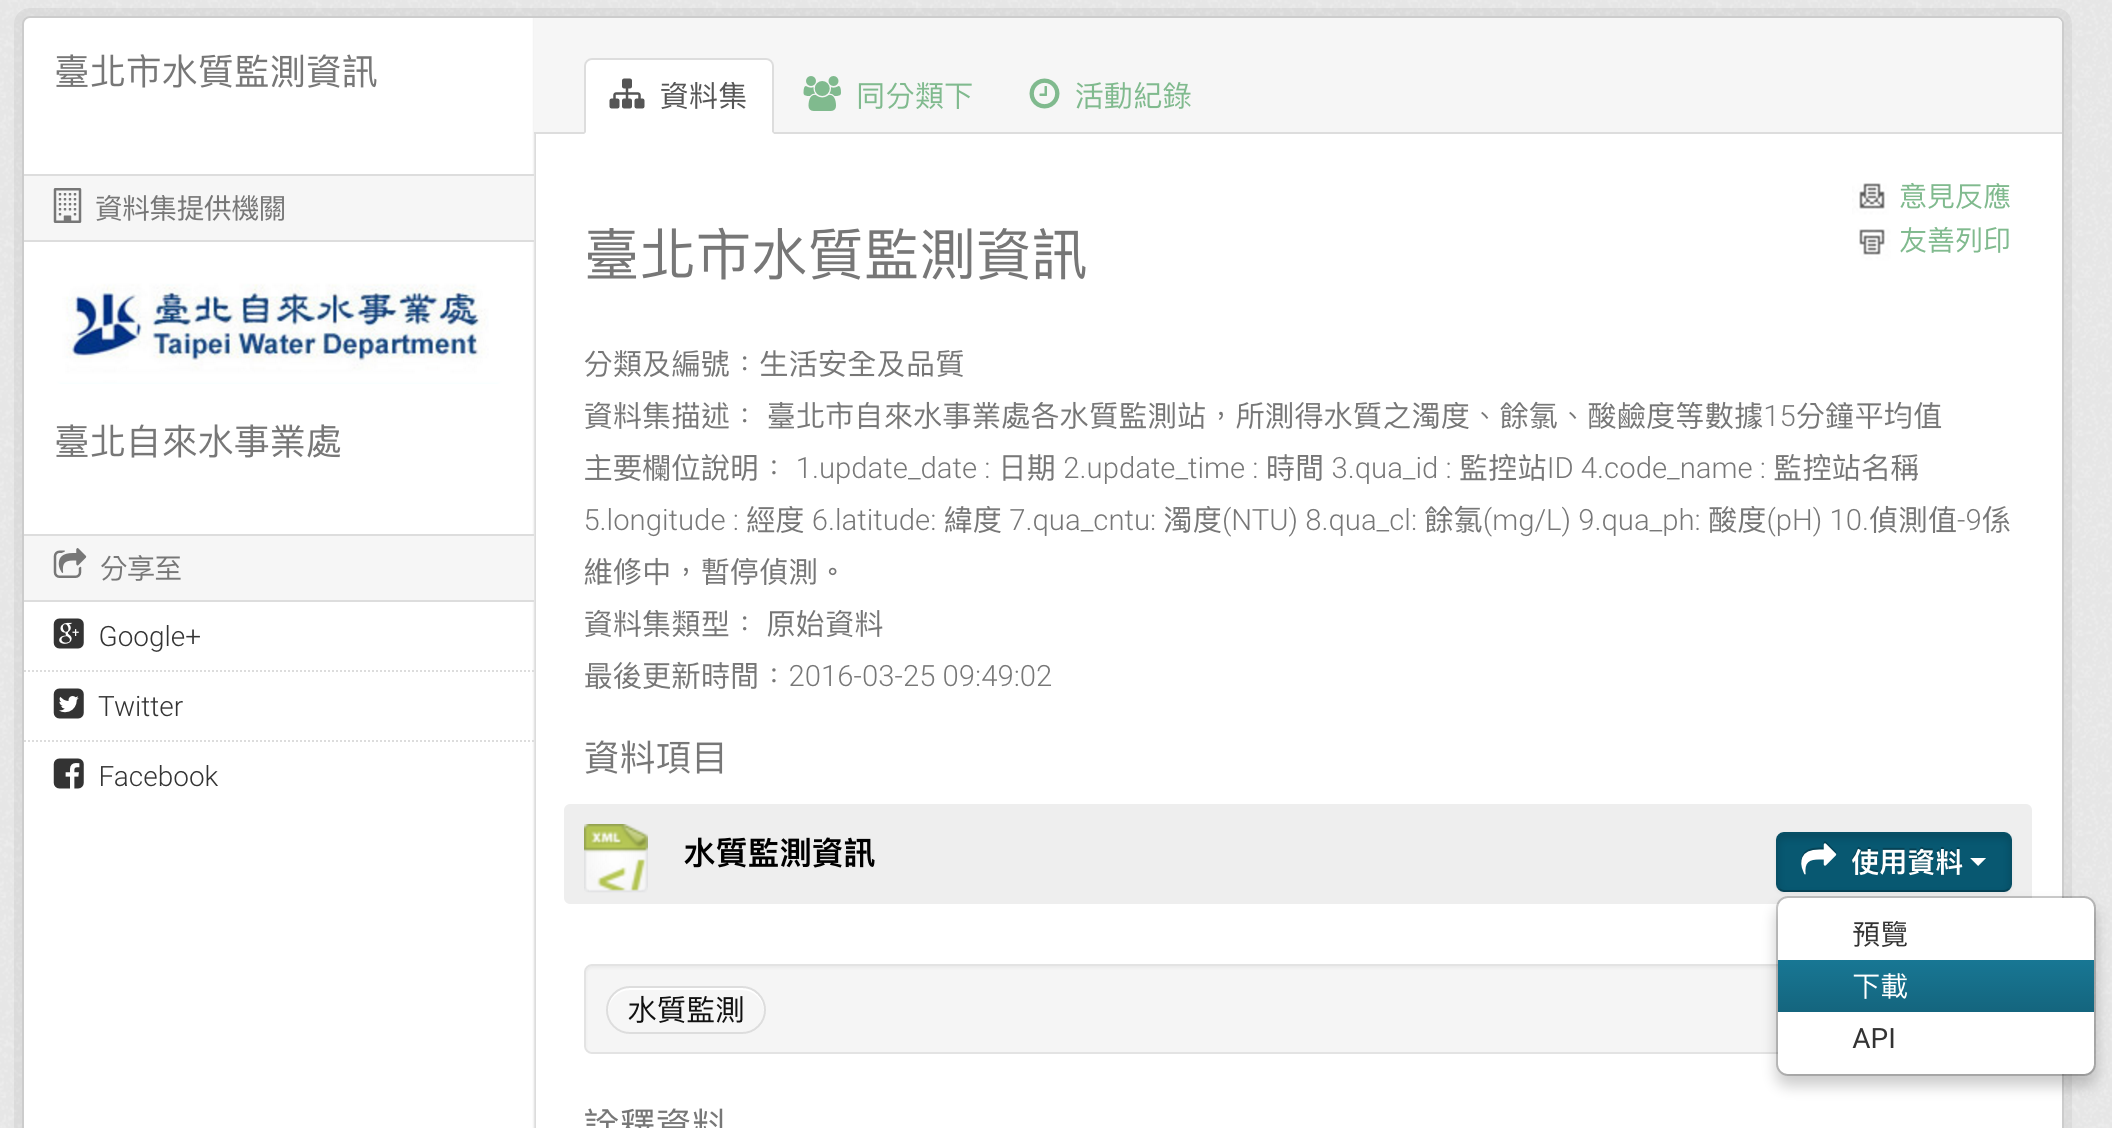 臺北市水質監測資訊
資料集提供機關
臺北自來水事業處
Taipei Water Department
臺北自來水事業處
分享至
Google+
Twitter
Facebook
資料集
同分類下
活動紀錄
意見反應
友善列印
臺北市水質監測資訊
分類及編號：生活安全及品質
資料集描述： 臺北市自來水事業處各水質監測站，所測得水質之濁度、餘氯、酸鹼度等數據15分鐘平均值
主要欄位說明： 1.update_date : 日期 2.update_time : 時間 3.qua_id : 監控站ID 4.code_name : 監控站名稱
5.longitude : 經度 6.latitude: 緯度 7.qua_cntu: 濁度(NTU) 8.qua_cl: 餘氯(mg/L) 9.qua_ph: 酸度(pH) 10.偵測值-9係
維修中，暫停偵測。
資料集類型： 原始資料
最後更新時間：2016-03-25 09:49:02
資料項目
XML
水質監測資訊
使用資料
預覽
下載
API
水質監測
詮釋資料